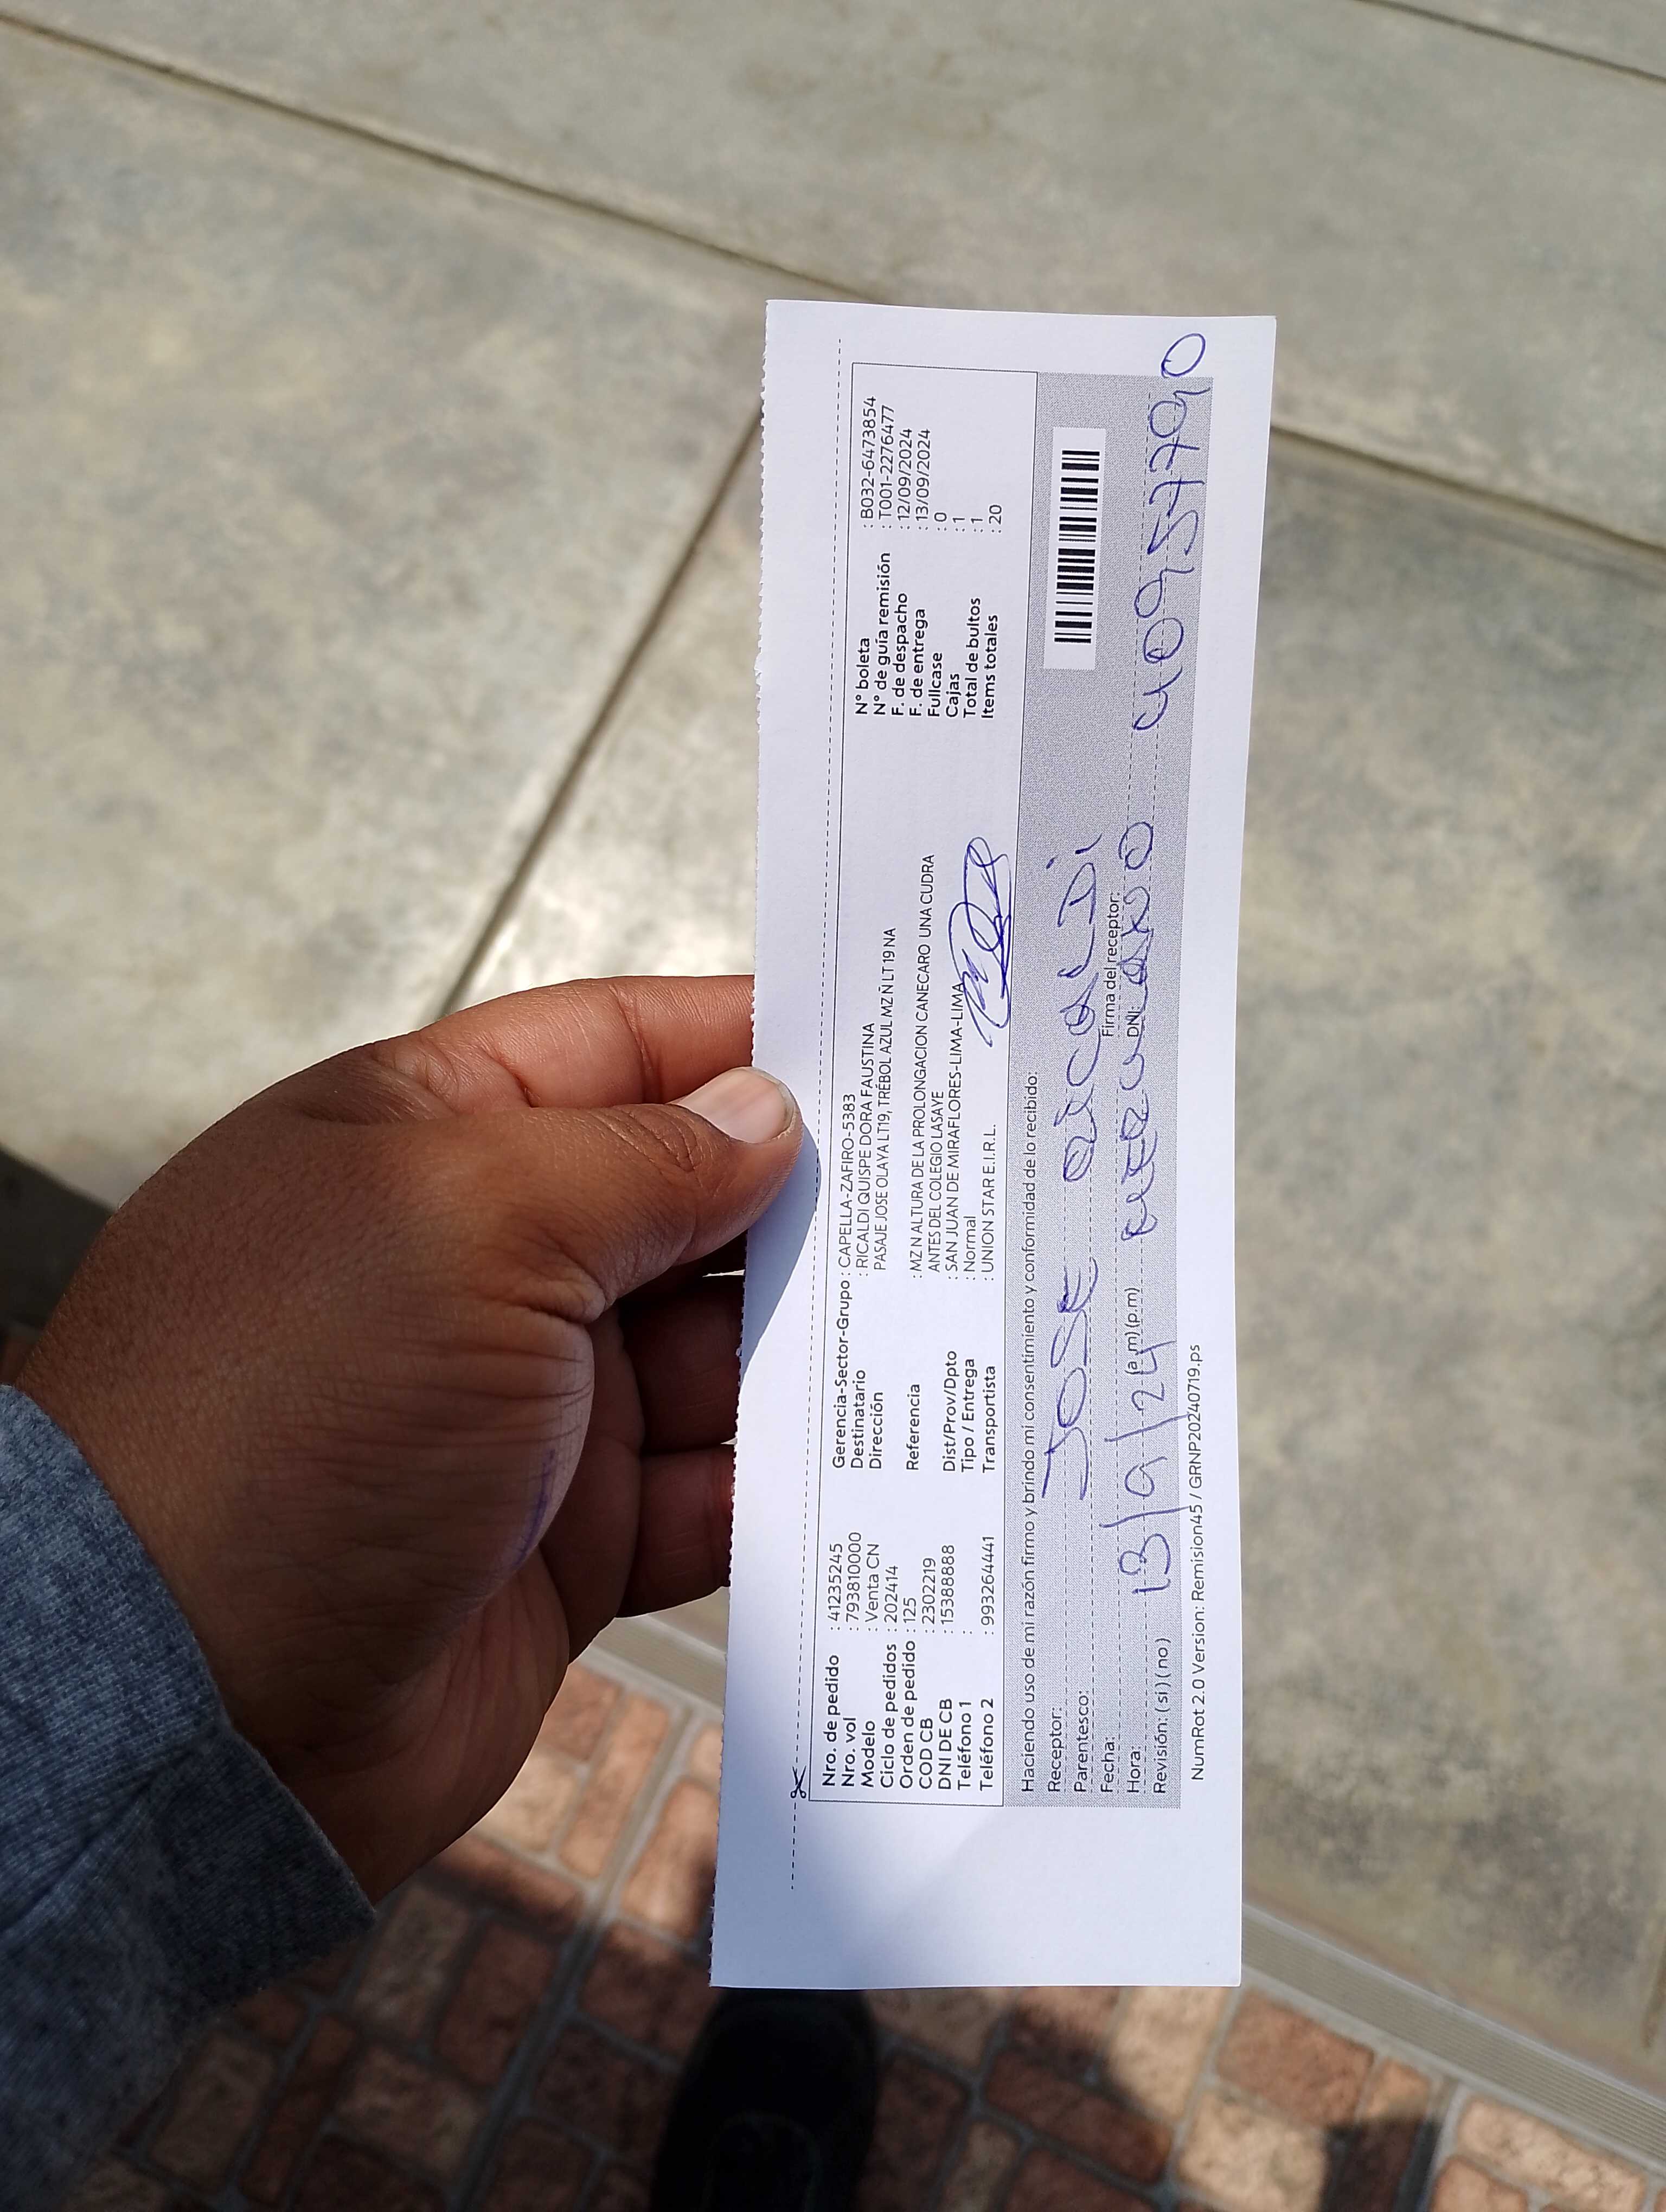 Nro. de pedido : 41235245 Gerencia-Sector-Grupo : CAPELLA-ZAFIRO-5383 N° boleta : B032-6473854
Nro. vol : 793810000 Destinatario : RICALDI QUISPE DORA FAUSTINA N° de guía remisión : T001-2276477
Modelo : Venta CN Dirección PASAJE JOSE OLAYA LT19, TRÉBOL AZUL MZ Ñ LT 19 NA F. de despacho : 12/09/2024
Ciclo de pedidos : 202414 F. de entrega : 13/09/2024
Orden de pedido : 125 Referencia : MZ N ALTURA DE LA PROLONGACION CANECARO UNA CUDRA Fullcase : 0
COD CB : 2302219 ANTES DEL COLEGIO LASAYE Cajas : 1
DNI DE CB : 15388888 Dist/Prov/Dpto : SAN JUAN DE MIRAFLORES-LIMA-LIMA Total de bultos : 1
Teléfono 1 : Tipo / Entrega : Normal Items totales : 20
Teléfono 2 : 993264441 Transportista : UNION STAR E.I.R.L.
Haciendo uso de mi razón firmo y brindo mi consentimiento y conformidad de lo recibido:
Receptor: JOSE RICALDI
Parentesco:
Fecha: 13/9/24 Firma del receptor:
Hora: (a.m) (p.m) DNI: 40957790
Revisión: (si) (no)
NumRot 2.0 Version: Remision45 / GRNP20240719.ps